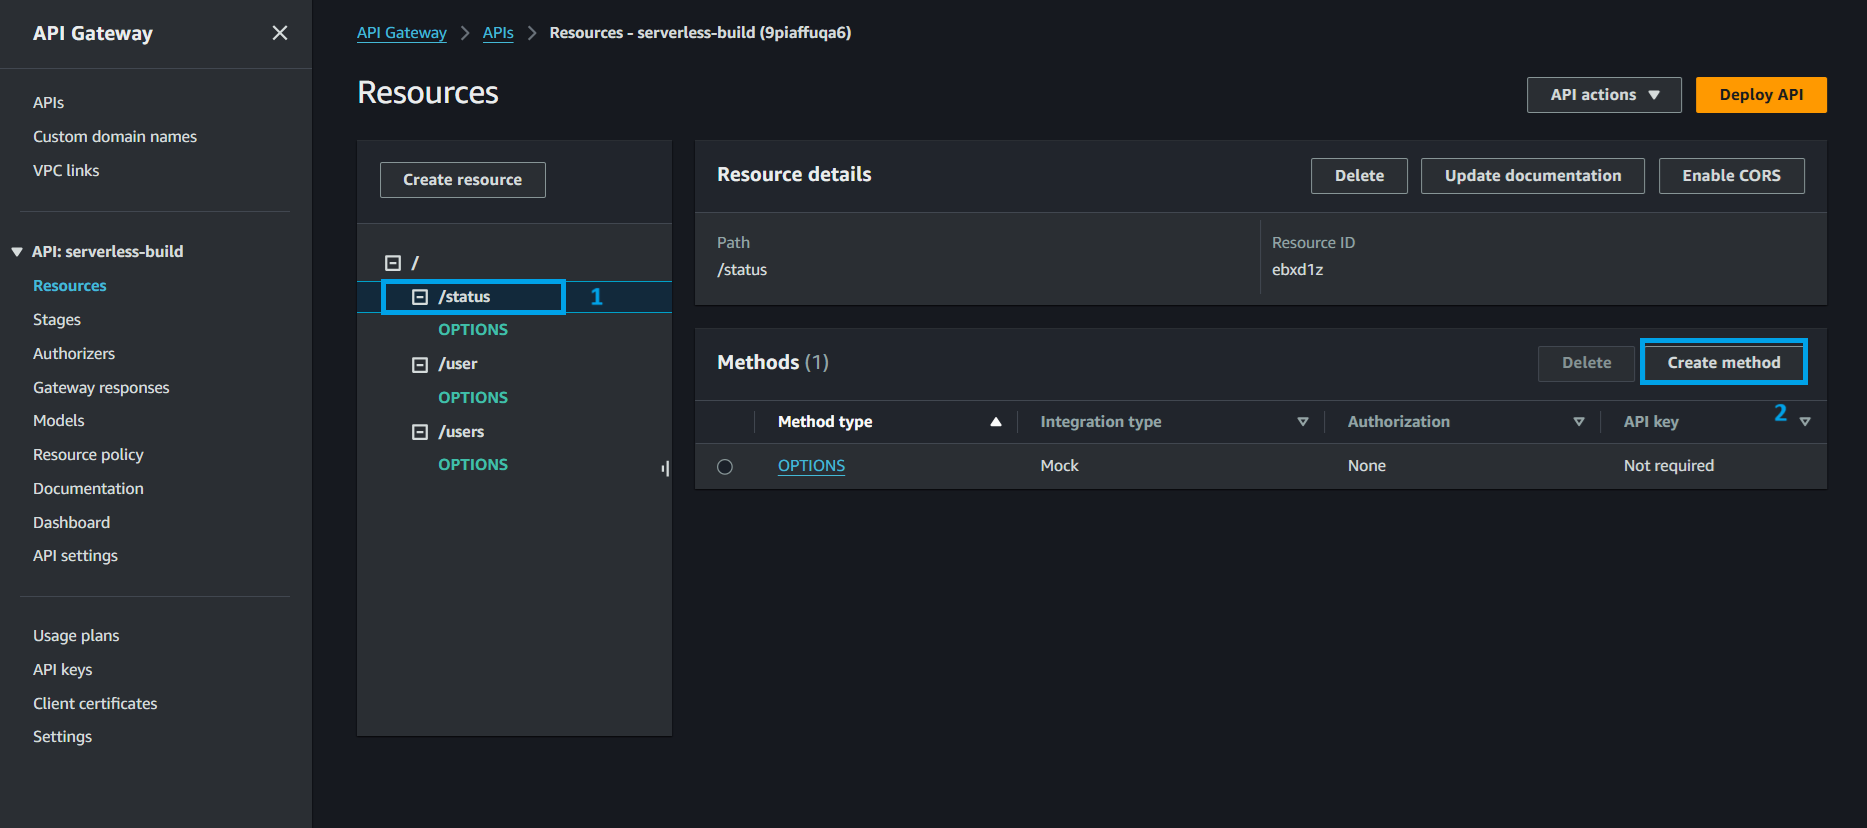 API Gateway
APIs
Custom domain names
VPC links
API: serverless-build
Resources
Stages
Authorizers
Gateway responses
Models
Resource policy
Documentation
Dashboard
API settings
Usage plans
API keys
Client certificates
Settings
API Gateway > APIs > Resources - serverless-build (9piaffuqa6)
Resources
API actions
Deploy API
Create resource
/
/status 1
OPTIONS
/user
OPTIONS
/users
OPTIONS
Resource details
Delete Update documentation Enable CORS
Path
/status
Resource ID
ebxd1z
Methods (1)
Delete Create method
2
Method type Integration type Authorization API key
OPTIONS Mock None Not required